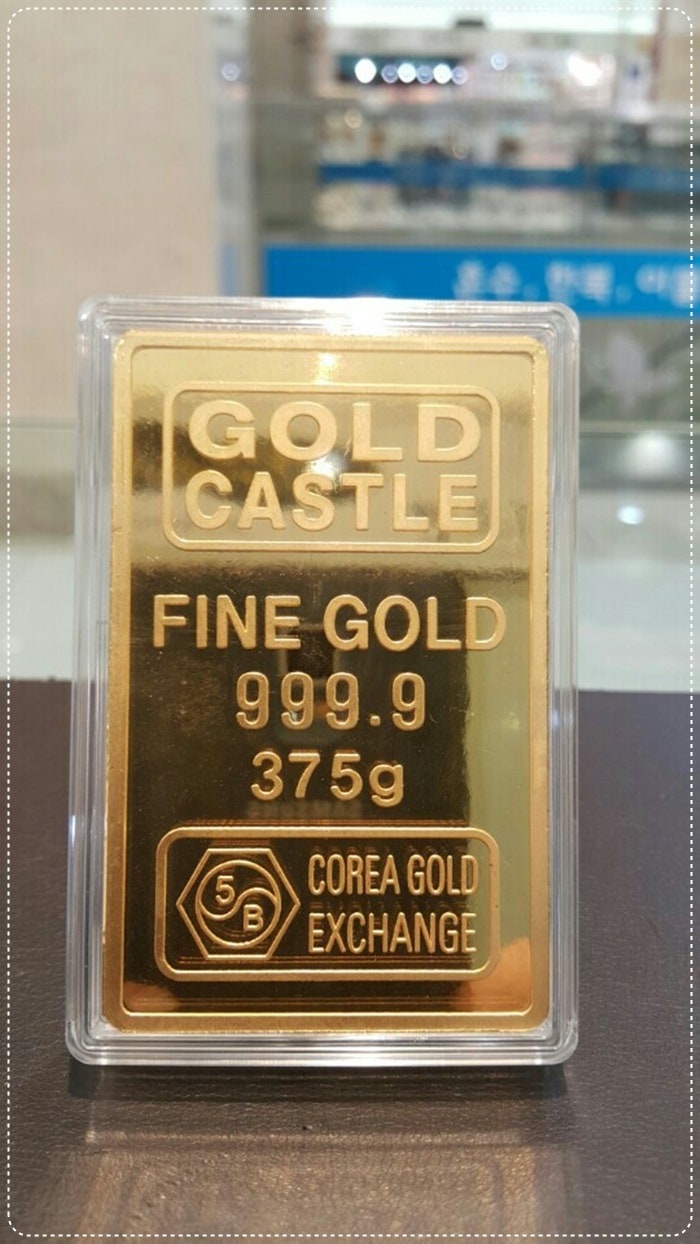 GOLD
CASTLE
FINE GOLD
999.9
375g
5
B
COREA GOLD
EXCHANGE